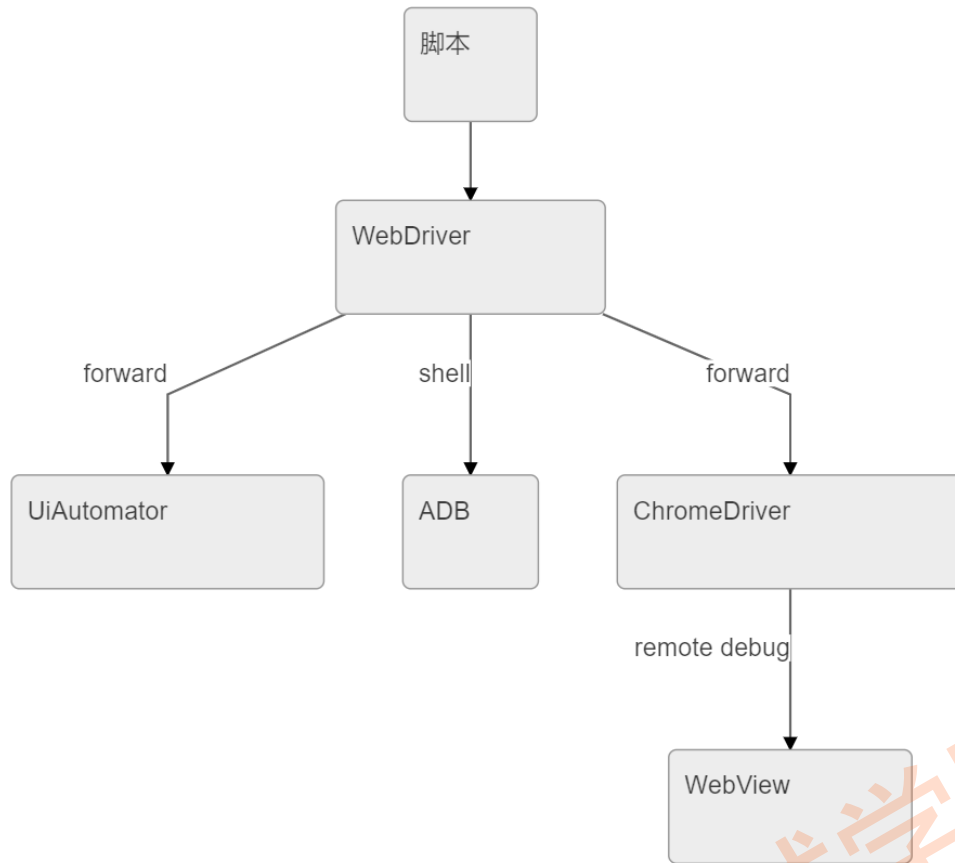 脚本
WebDriver
forward
shell
forward
UiAutomator
ADB
ChromeDriver
remote debug
WebView